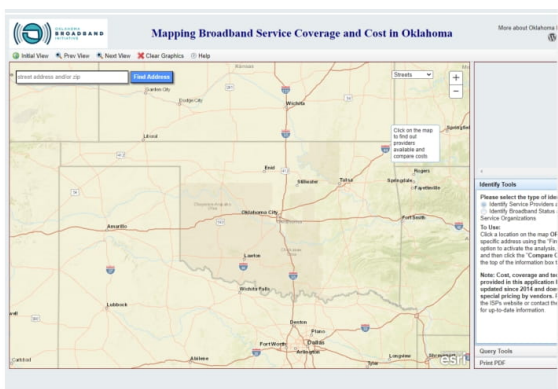 OKLAHOMA
BROADBAND
INITIATIVE
Mapping Broadband Service Coverage and Cost in Oklahoma
More about Oklahoma
Initial View Prev View Next View Clear Graphics Help
street address and/or zip
Find Address
Streets
+
−
Garden City
Dodge City
Wichita
Liberal
Click on the map
to find out
providers
available and
compare costs
Springfield
Enid
Stillwater
Tulsa
Rogers
Springdale
Fayetteville
Oklahoma City
Fort Smith
Amarillo
Lawton
Wichita Falls
Lubbock
Denton
Plano
Fort Worth
Dallas
Arlington
Abilene
Tyler
Longview
Carlsbad
esri
Identify Tools
Please select the type of iden
Identify Service Providers a
Identify Broadband Status
Service Organizations
To Use:
Click a location on the map OR
specific address using the "Fin
option to activate the analysis,
and then click the "Compare C
the top of the information box t
Note: Cost, coverage and tec
provided in this application h
updated since 2014 and doe
special pricing by vendors. P
the ISPs website or contact the
for up-to-date information
Query Tools
Print PDF